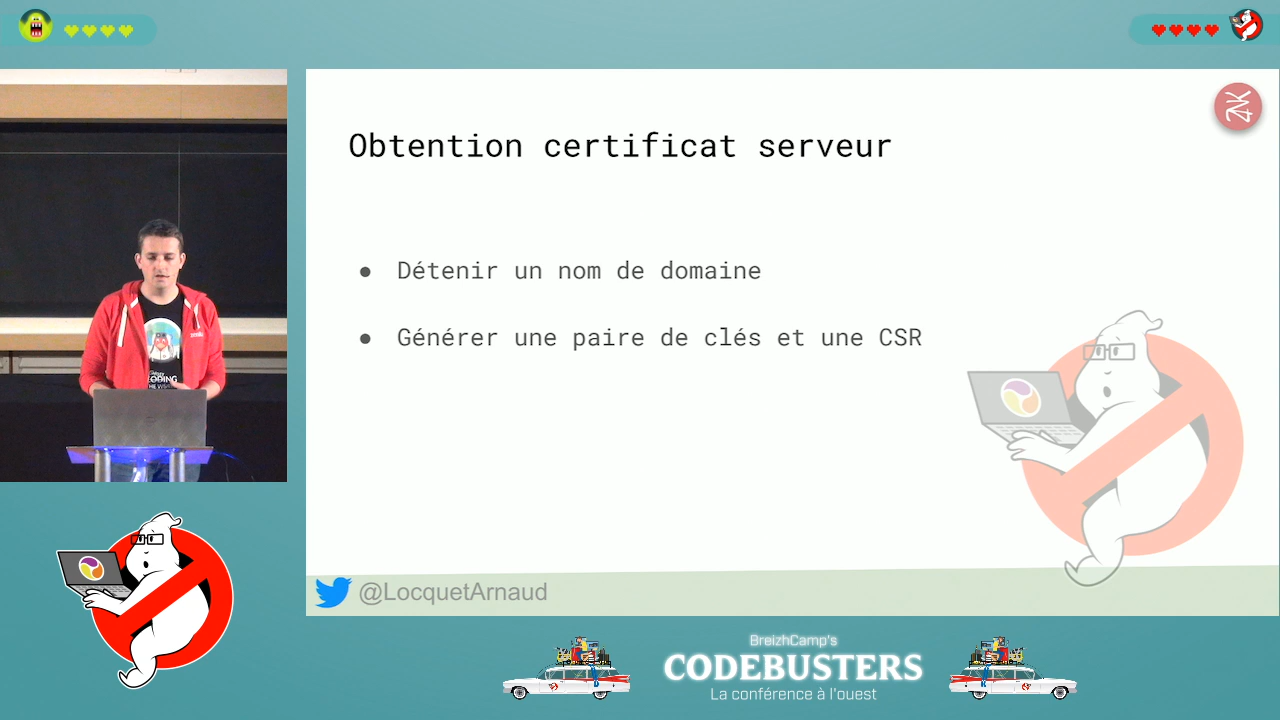 Obtention certificat serveur
● Détenir un nom de domaine
● Générer une paire de clés et une CSR
@LocquetArnaud
BreizhCamp's
CODEBUSTERS
La conférence à l'ouest
CODING